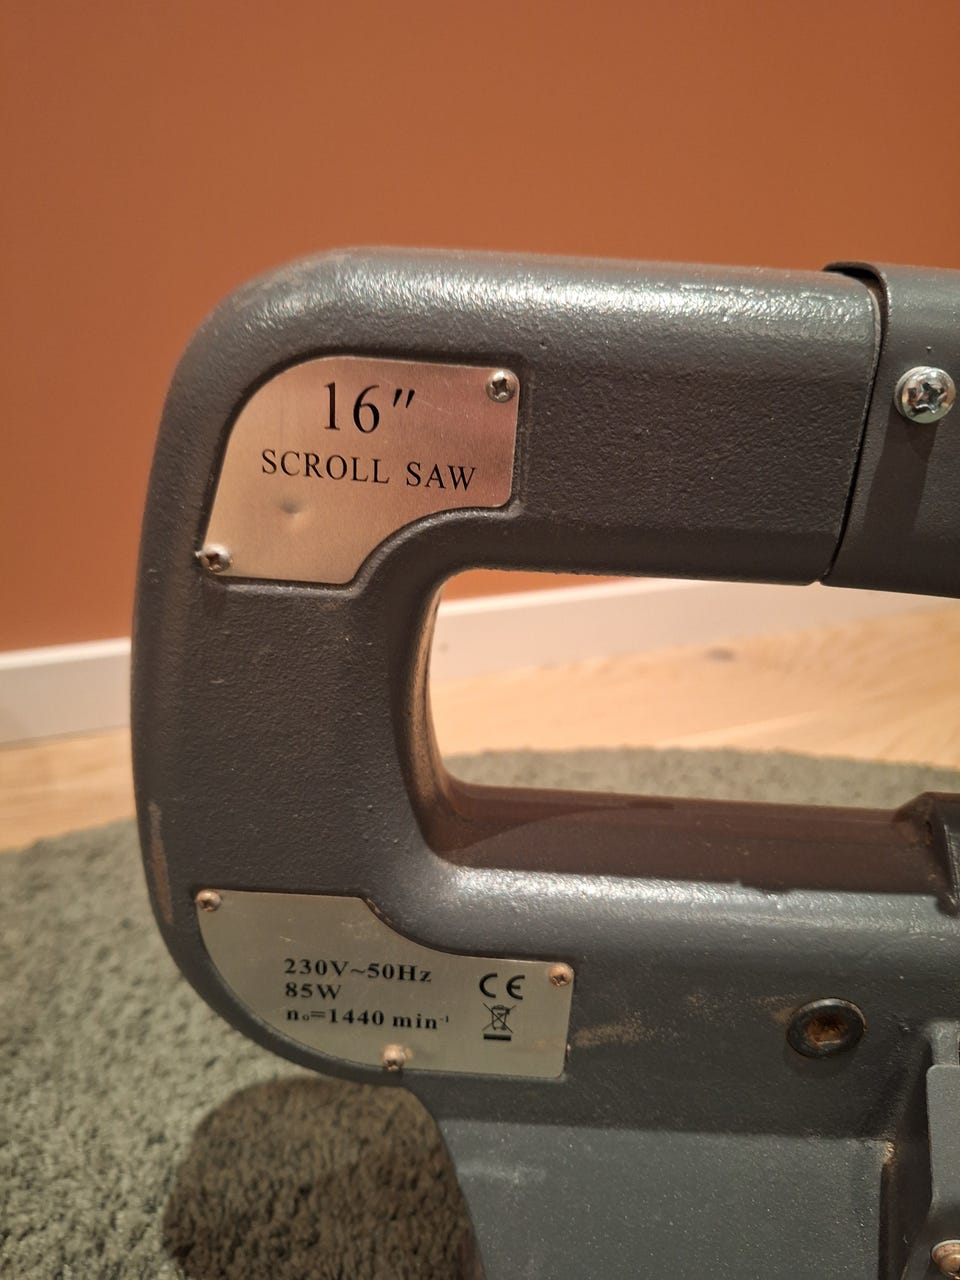 16"
SCROLL SAW
230V~50Hz
85W
n₀=1440 min⁻¹
CE